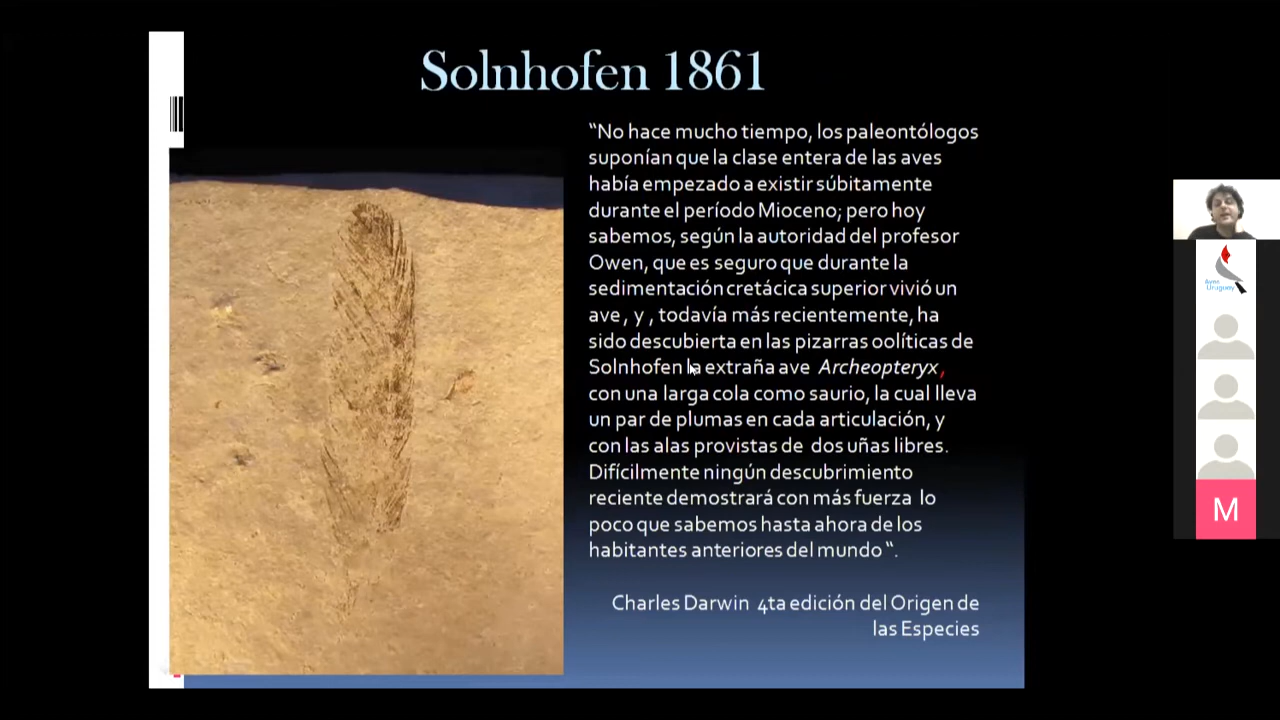 Solnhofen 1861
“No hace mucho tiempo, los paleontólogos
suponían que la clase entera de las aves
había empezado a existir súbitamente
durante el período Mioceno; pero hoy
sabemos, según la autoridad del profesor
Owen, que es seguro que durante la
sedimentación cretácica superior vivió un
ave , y , todavía más recientemente, ha
sido descubierta en las pizarras oolíticas de
Solnhofen la extraña ave Archeopteryx,
con una larga cola como saurio, la cual lleva
un par de plumas en cada articulación, y
con las alas provistas de dos uñas libres.
Difícilmente ningún descubrimiento
reciente demostrará con más fuerza lo
poco que sabemos hasta ahora de los
habitantes anteriores del mundo “.
Charles Darwin 4ta edición del Origen de
las Especies
Aves
Uruguay
M